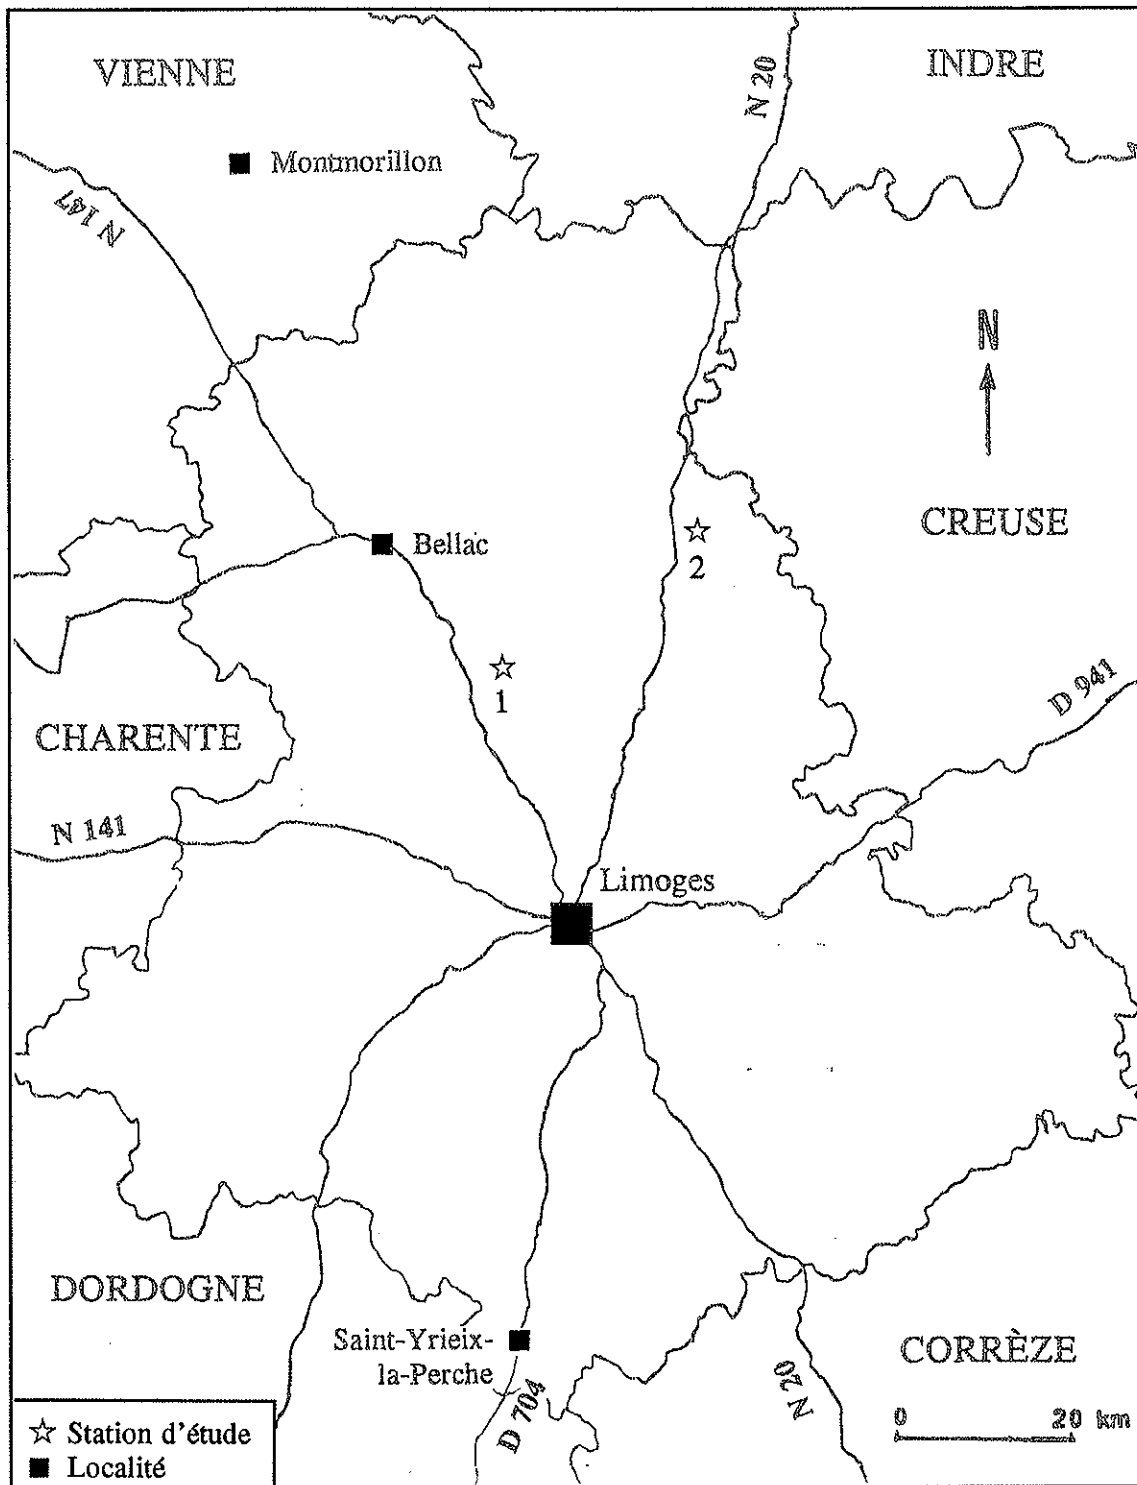 VIENNE
INDRE
N 20
Montmorillon
N 147
N
Bellac
CREUSE
2
1
D 941
CHARENTE
N 141
Limoges
DORDOGNE
Saint-Yrieix-
la-Perche
CORRÈZE
D 704
N 20
0 20 km
Station d'étude
Localité